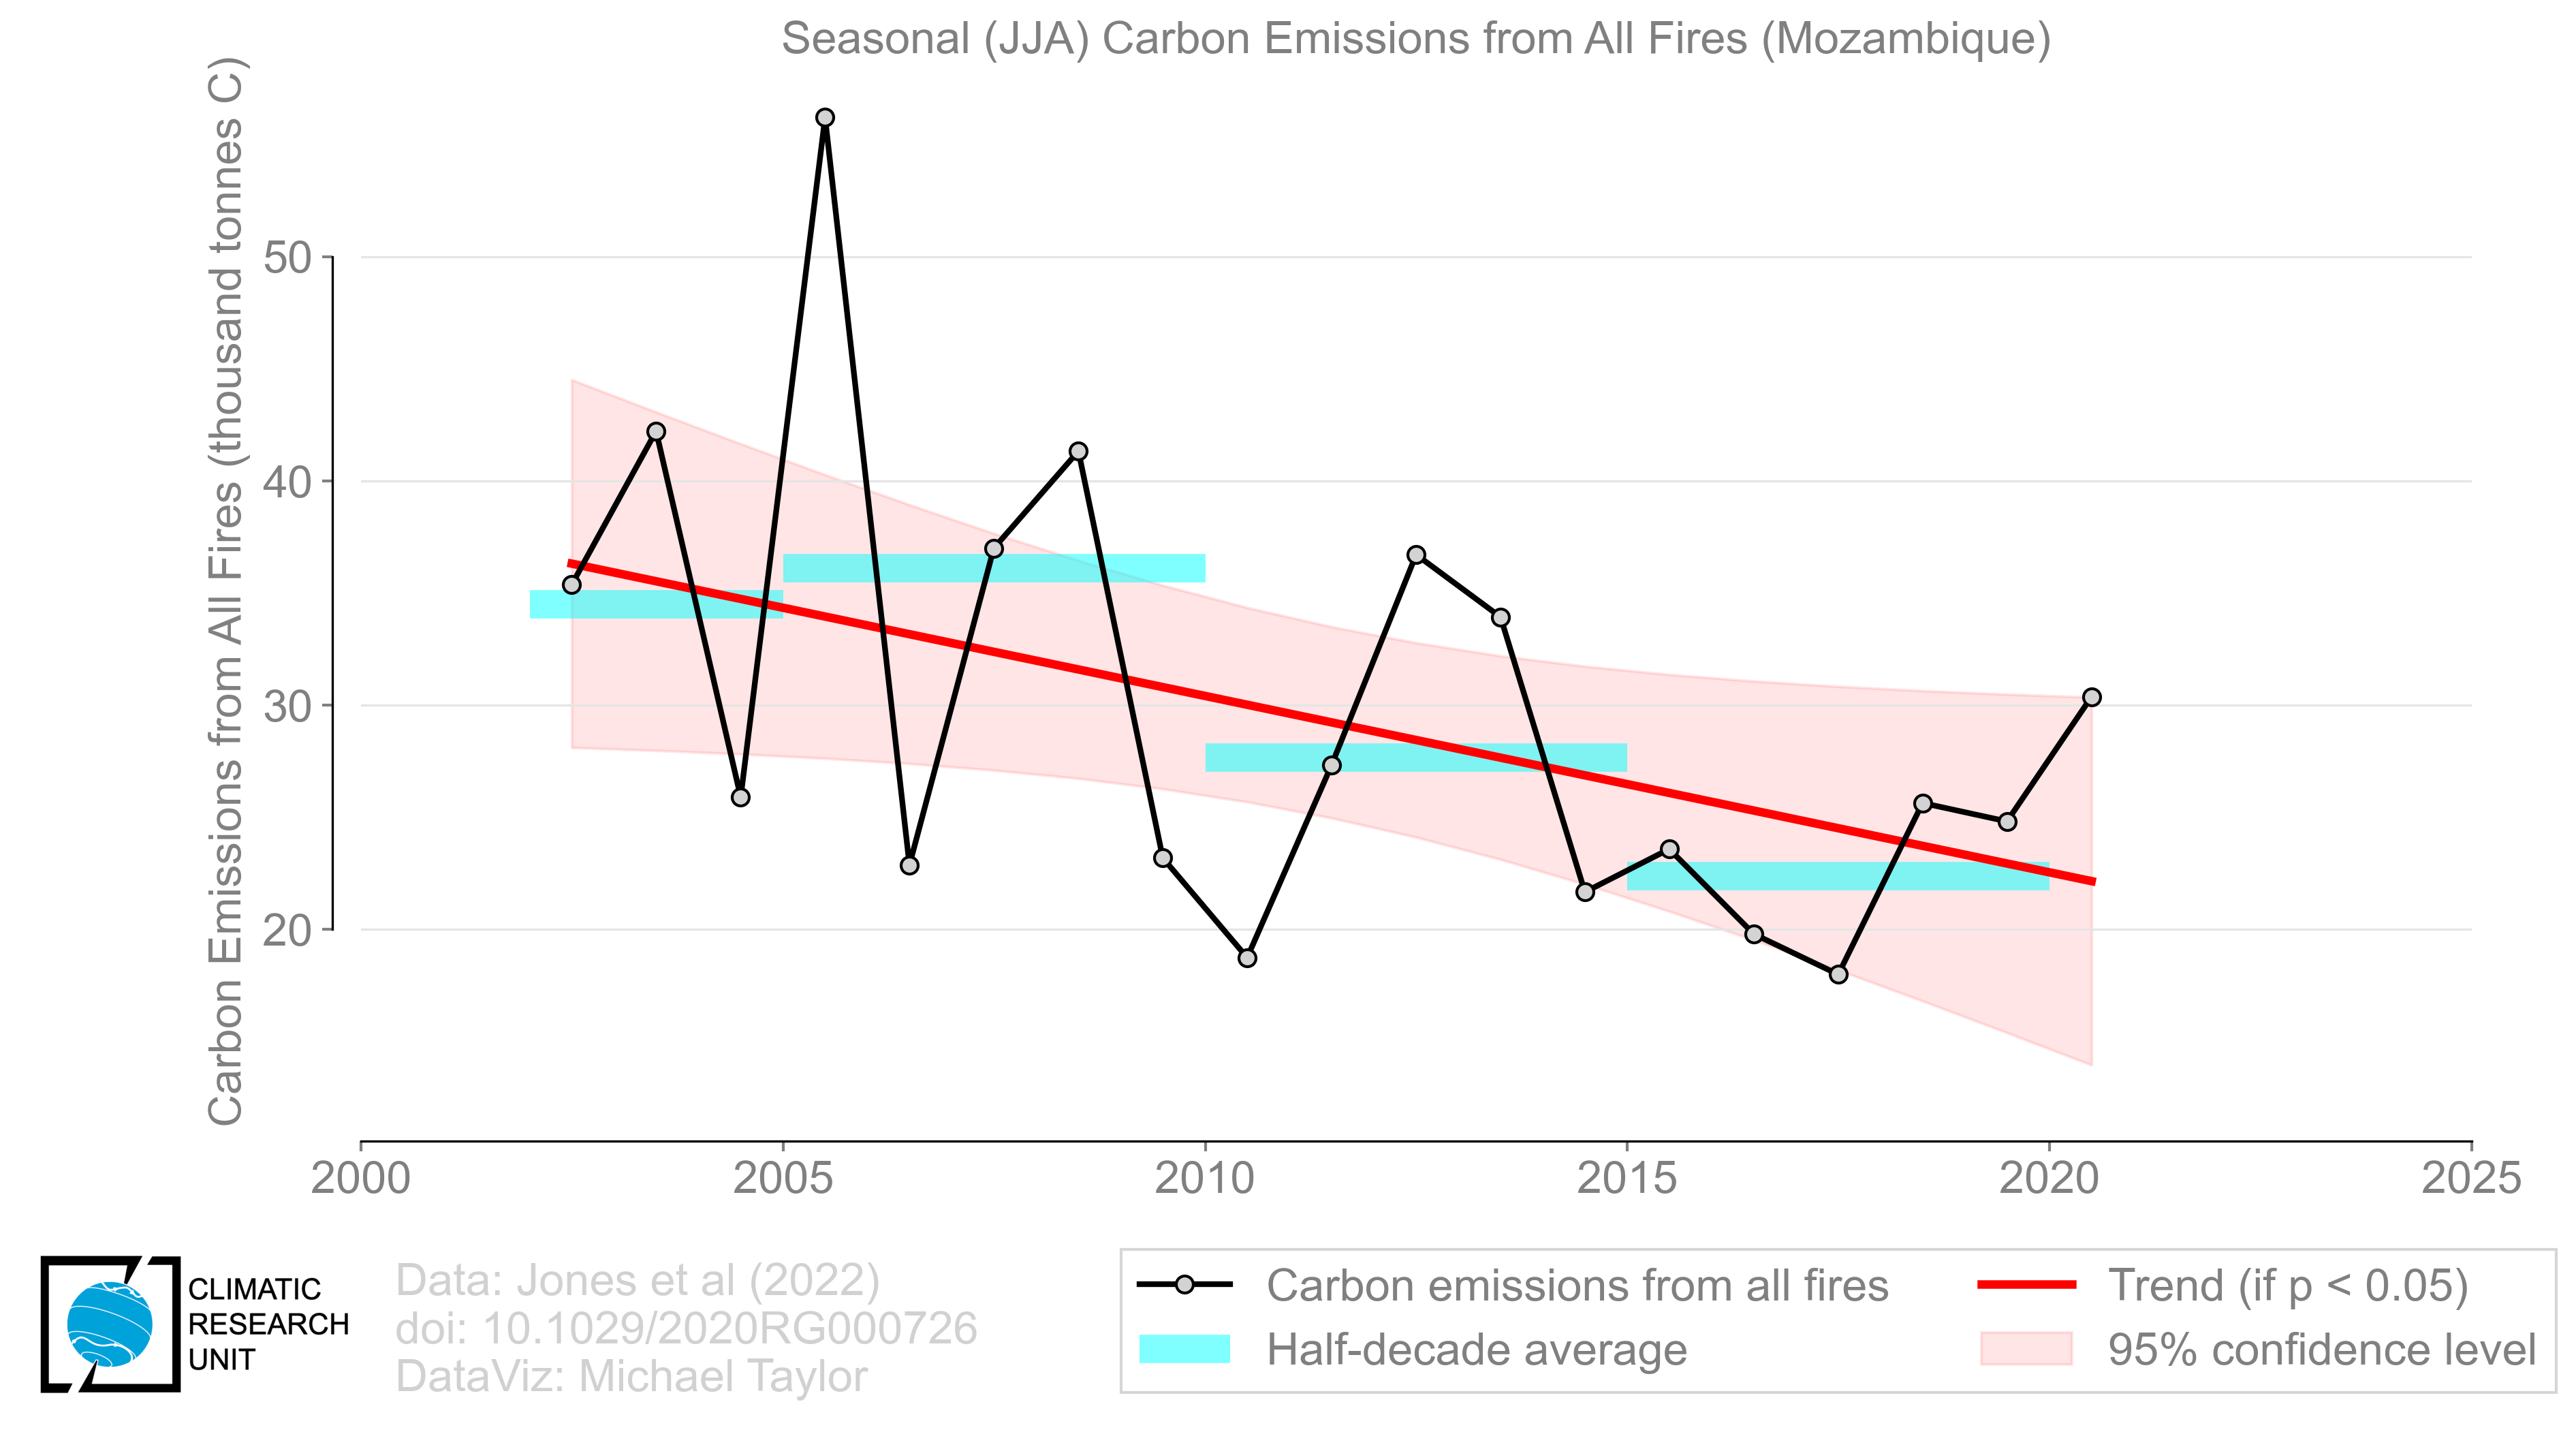 Seasonal (JJA) Carbon Emissions from All Fires (Mozambique)
Carbon Emissions from All Fires (thousand tonnes C)
50
40
30
20
2000
2005
2010
2015
2020
2025
CLIMATIC
RESEARCH
UNIT
Data: Jones et al (2022)
doi: 10.1029/2020RG000726
DataViz: Michael Taylor
Carbon emissions from all fires
Half-decade average
Trend (if p < 0.05)
95% confidence level